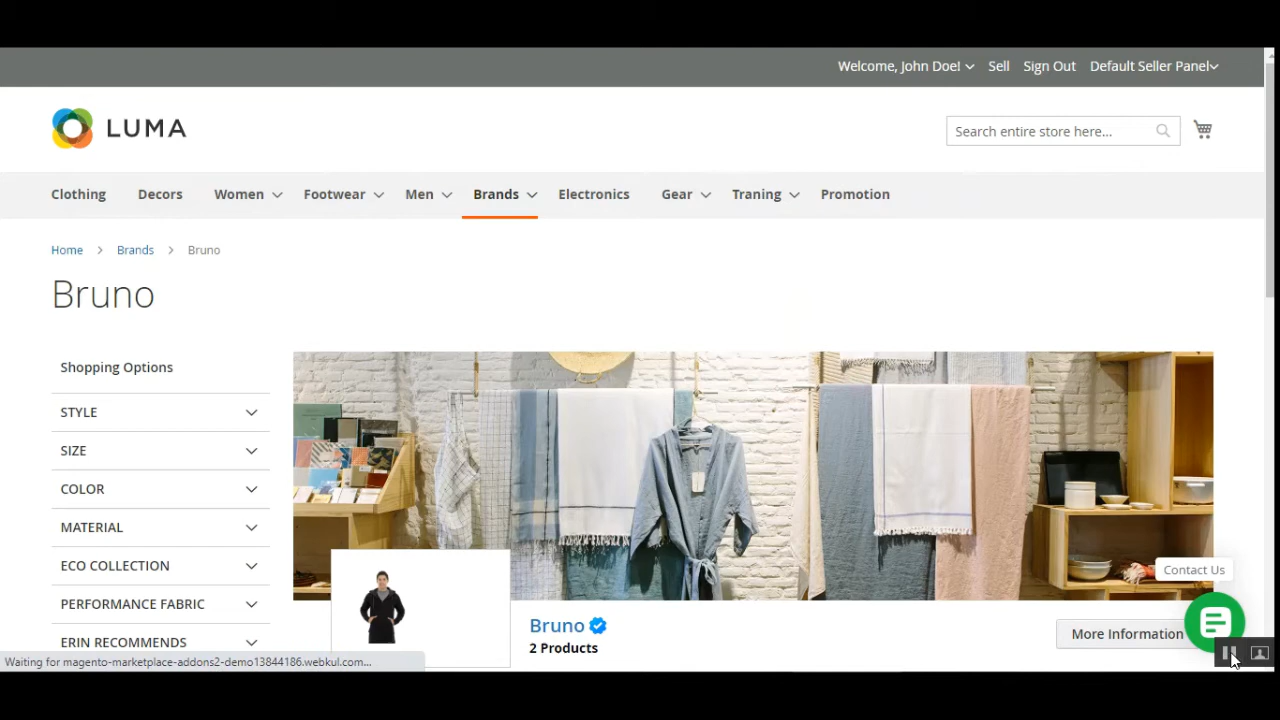 Welcome, John Doe! Sell Sign Out Default Seller Panel
LUMA
Search entire store here...
Clothing Decors Women Footwear Men Brands Electronics Gear Traning Promotion
Home Brands Bruno
Bruno
Shopping Options
STYLE
SIZE
COLOR
MATERIAL
ECO COLLECTION
PERFORMANCE FABRIC
ERIN RECOMMENDS
Contact Us
Bruno
2 Products
More Information
Waiting for magento-marketplace-addons2-demo13844186.webkul.com...